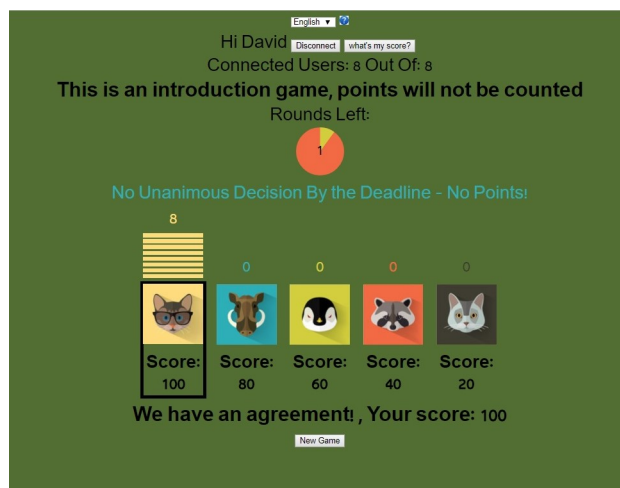 English
Hi David Disconnect what's my score?
Connected Users: 8 Out Of: 8
This is an introduction game, points will not be counted
Rounds Left:
1
No Unanimous Decision By the Deadline - No Points!
8
0 0 0 0
Score: Score: Score: Score: Score:
100 80 60 40 20
We have an agreement! , Your score: 100
New Game